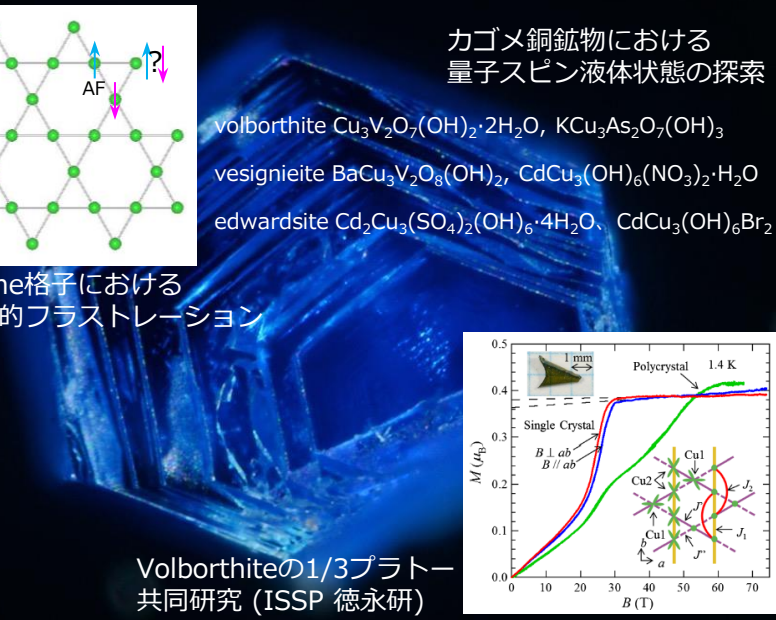 カゴメ銅鉱物における
量子スピン液体状態の探索
AF
?
volborthite Cu₃V₂O₇(OH)₂·2H₂O, KCu₃As₂O₇(OH)₃
vesignieite BaCu₃V₂O₈(OH)₂, CdCu₃(OH)₆(NO₃)₂·H₂O
edwardsite Cd₂Cu₃(SO₄)₂(OH)₆·4H₂O、CdCu₃(OH)₆Br₂
me格子における
的フラストレーション
0.5
0.4
0.3
0.2
0.1
0.0
M (μB)
1 mm
Polycrystal
1.4 K
Single Crystal
B ⊥ ab
B // ab
Cu1
Cu2
Cu1
J
J''
J₂
J₁
b
a
0 10 20 30 40 50 60 70
B (T)
Volborthiteの1/3プラトー
共同研究 (ISSP 徳永研)